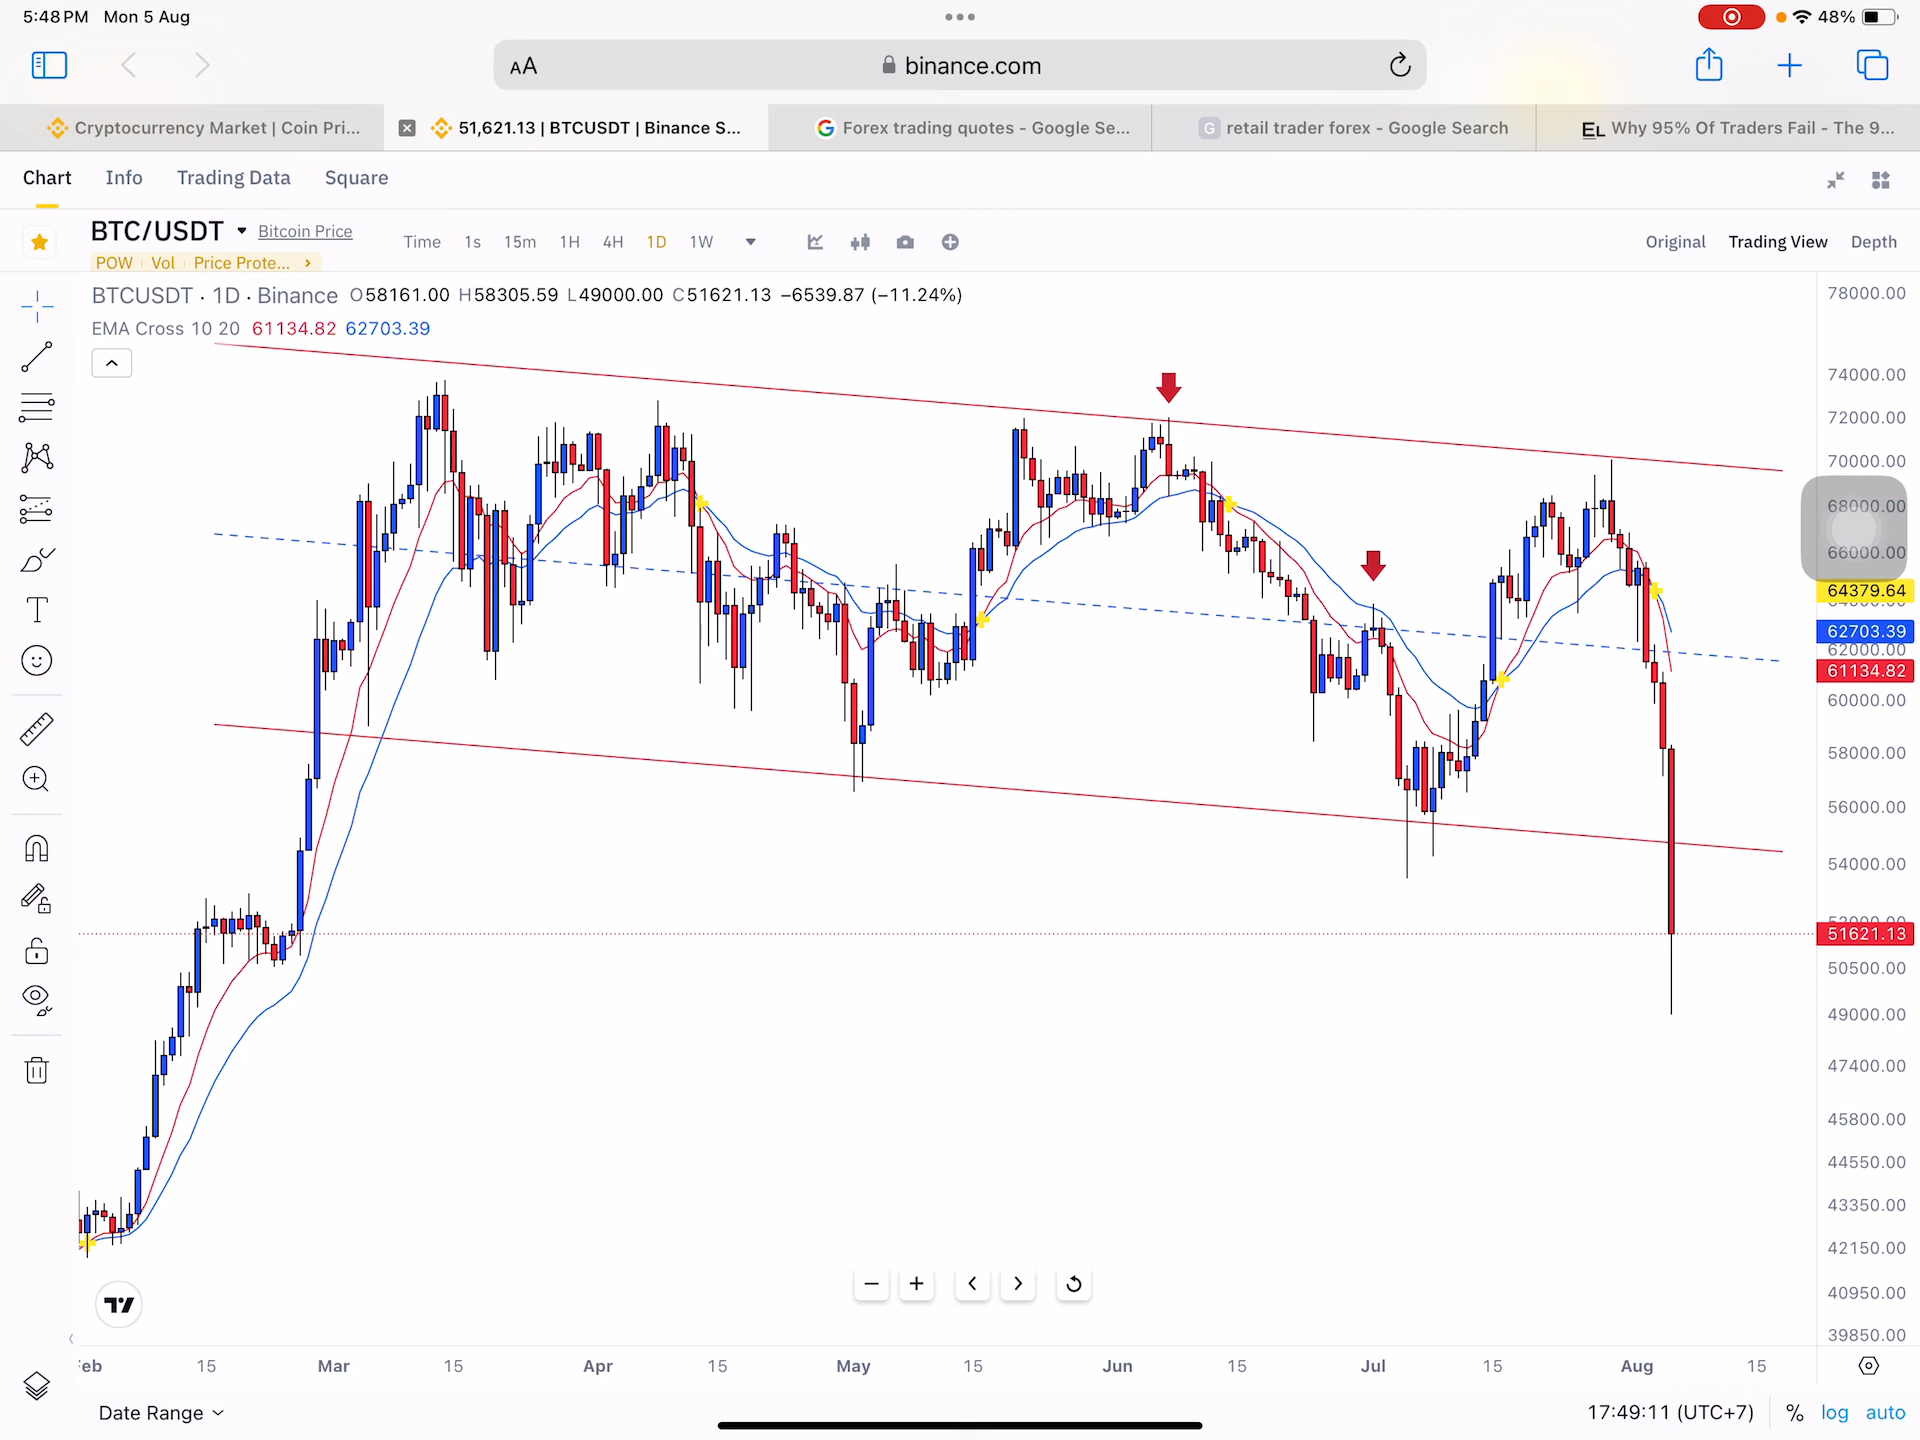 5:48 PM Mon 5 Aug
48%
AA binance.com
Cryptocurrency Market | Coin Pri...
51,621.13 | BTCUSDT | Binance S...
G Forex trading quotes - Google Se...
G retail trader forex - Google Search
EL Why 95% Of Traders Fail - The 9...
Chart Info Trading Data Square
BTC/USDT Bitcoin Price
Time 1s 15m 1H 4H 1D 1W
Original Trading View Depth
POW Vol Price Prote...
BTCUSDT · 1D · Binance O58161.00 H58305.59 L49000.00 C51621.13 −6539.87 (−11.24%)
EMA Cross 10 20 61134.82 62703.39
78000.00
74000.00
72000.00
70000.00
68000.00
66000.00
64379.64
62703.39
62000.00
61134.82
60000.00
58000.00
56000.00
54000.00
51621.13
50500.00
49000.00
47400.00
45800.00
44550.00
43350.00
42150.00
40950.00
39850.00
eb 15 Mar 15 Apr 15 May 15 Jun 15 Jul 15 Aug 15
Date Range
17:49:11 (UTC+7) % log auto